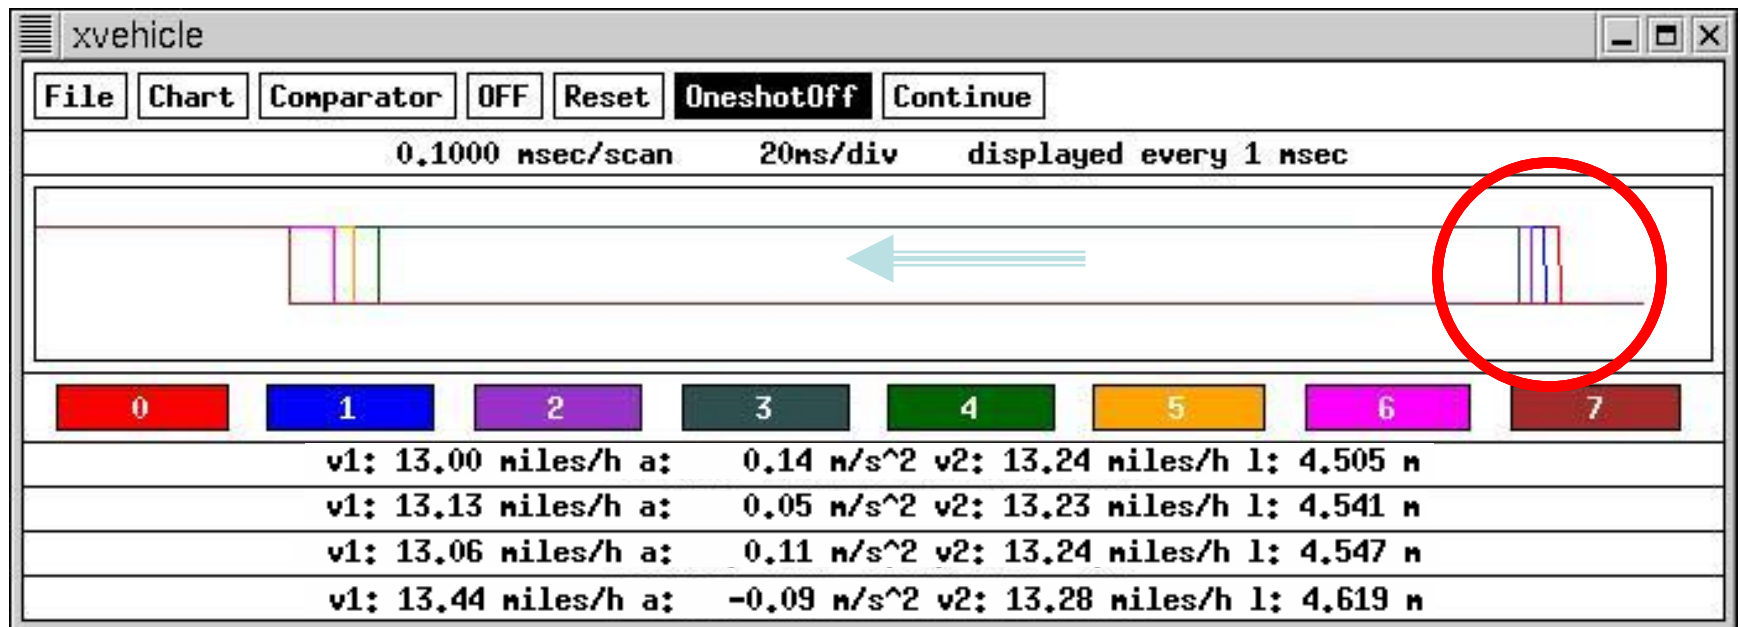 xvehicle
File Chart Comparator OFF Reset OneshotOff Continue
0.1000 msec/scan 20ms/div displayed every 1 msec
0 1 2 3 4 5 6 7
v1: 13.00 miles/h a: 0.14 m/s^2 v2: 13.24 miles/h l: 4.505 m
v1: 13.13 miles/h a: 0.05 m/s^2 v2: 13.23 miles/h l: 4.541 m
v1: 13.06 miles/h a: 0.11 m/s^2 v2: 13.24 miles/h l: 4.547 m
v1: 13.44 miles/h a: -0.09 m/s^2 v2: 13.28 miles/h l: 4.619 m